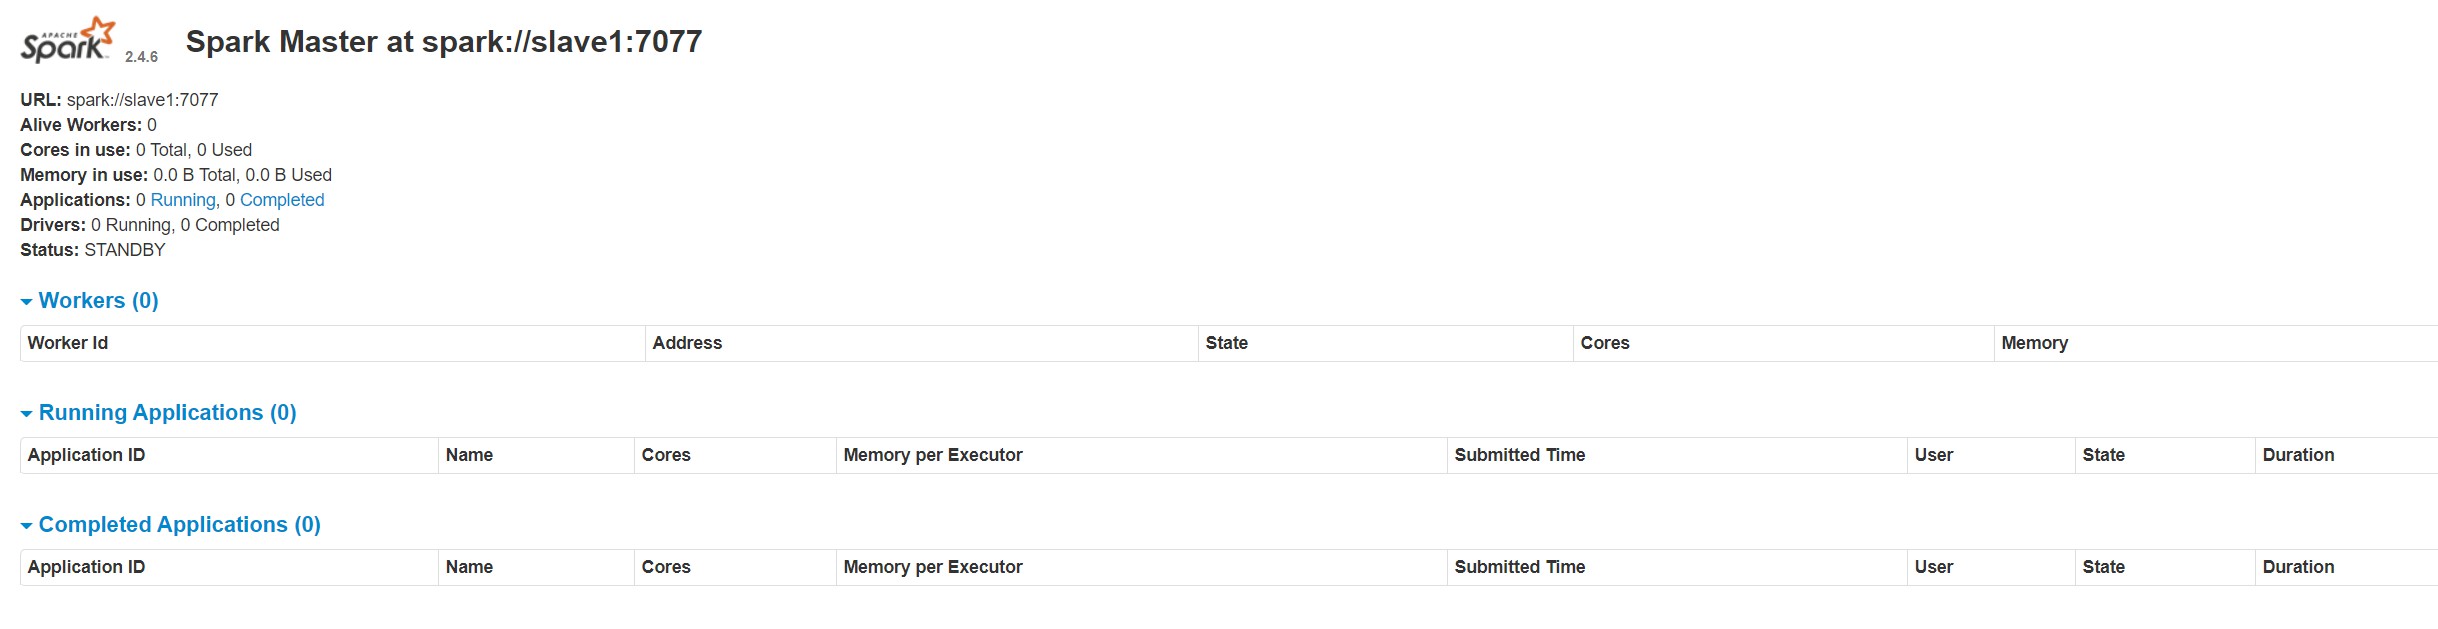 APACHE
Spark 2.4.6 Spark Master at spark://slave1:7077
URL: spark://slave1:7077
Alive Workers: 0
Cores in use: 0 Total, 0 Used
Memory in use: 0.0 B Total, 0.0 B Used
Applications: 0 Running, 0 Completed
Drivers: 0 Running, 0 Completed
Status: STANDBY
Workers (0)
Worker Id Address State Cores Memory
Running Applications (0)
Application ID Name Cores Memory per Executor Submitted Time User State Duration
Completed Applications (0)
Application ID Name Cores Memory per Executor Submitted Time User State Duration